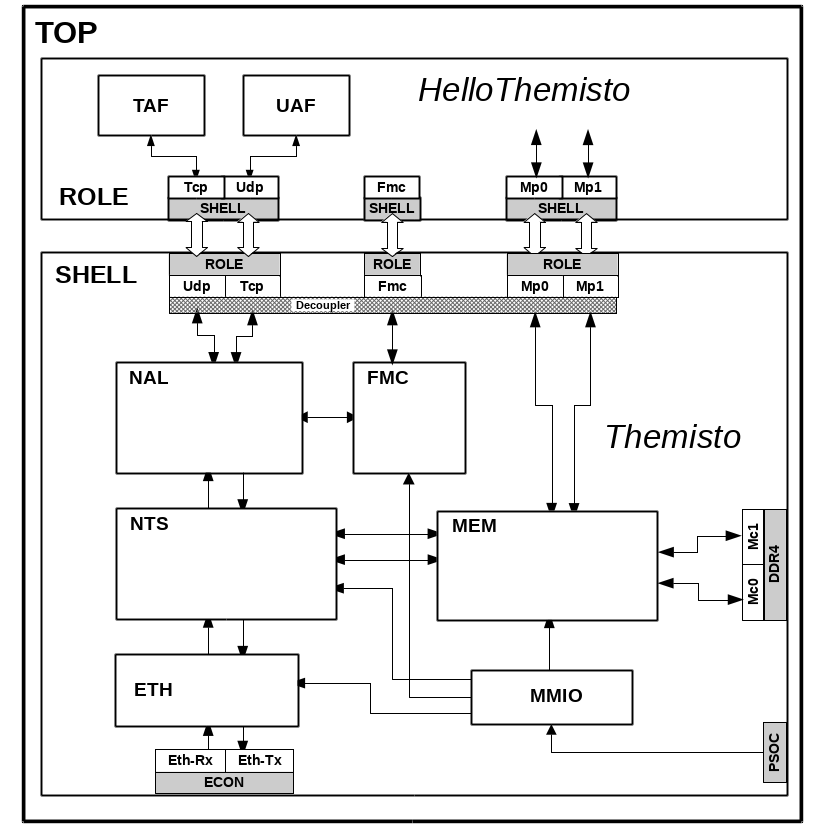 TOP
TAF
UAF
HelloThemisto
ROLE
Tcp Udp
SHELL
Fmc
SHELL
Mp0 Mp1
SHELL
SHELL
ROLE
Udp Tcp
ROLE
Fmc
ROLE
Mp0 Mp1
Decoupler
NAL
FMC
Themisto
NTS
MEM
Mc1
Mc0
DDR4
ETH
MMIO
PSOC
Eth-Rx Eth-Tx
ECON